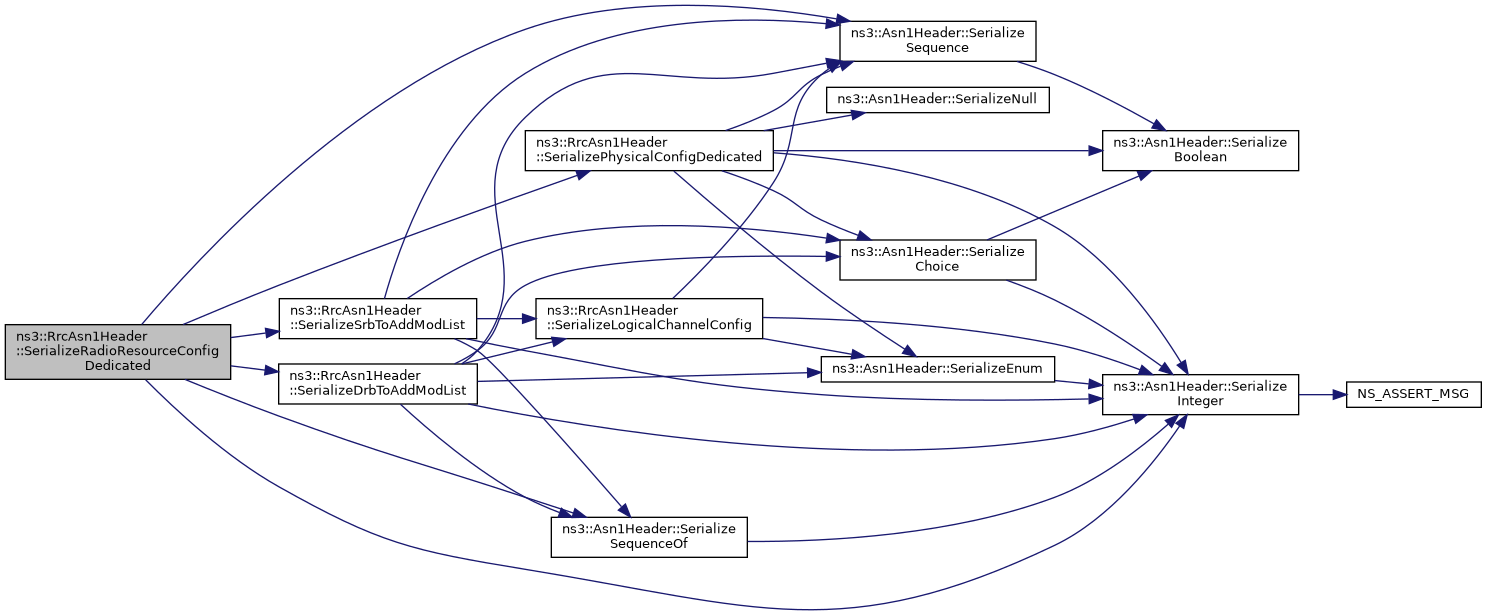 ns3::Asn1Header::Serialize
Sequence
ns3::Asn1Header::SerializeNull
ns3::RrcAsn1Header
::SerializePhysicalConfigDedicated
ns3::Asn1Header::Serialize
Boolean
ns3::Asn1Header::Serialize
Choice
ns3::RrcAsn1Header
::SerializeSrbToAddModList
ns3::RrcAsn1Header
::SerializeLogicalChannelConfig
ns3::RrcAsn1Header
::SerializeRadioResourceConfig
Dedicated
ns3::RrcAsn1Header
::SerializeDrbToAddModList
ns3::Asn1Header::SerializeEnum
ns3::Asn1Header::Serialize
Integer
NS_ASSERT_MSG
ns3::Asn1Header::Serialize
SequenceOf